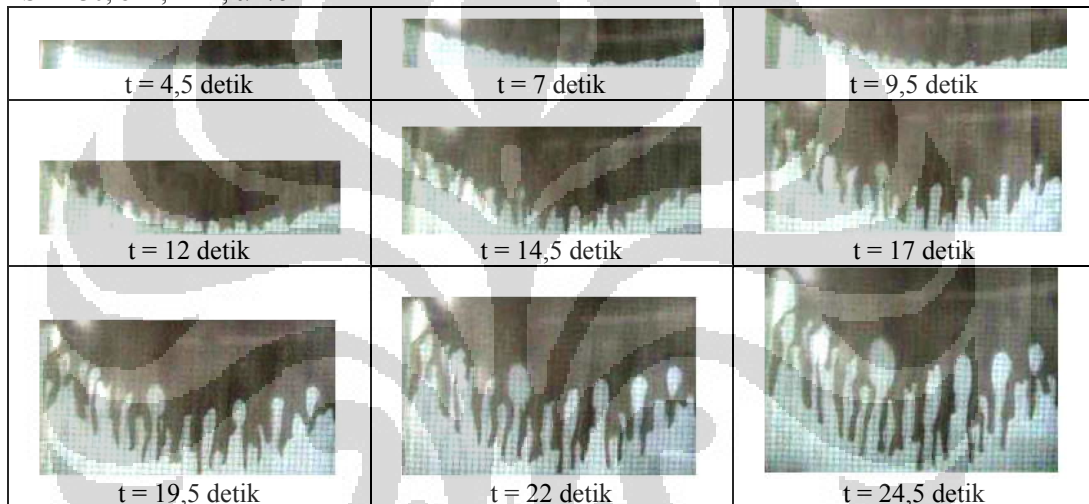 t = 4,5 detik
t = 7 detik
t = 9,5 detik
t = 12 detik
t = 14,5 detik
t = 17 detik
t = 19,5 detik
t = 22 detik
t = 24,5 detik